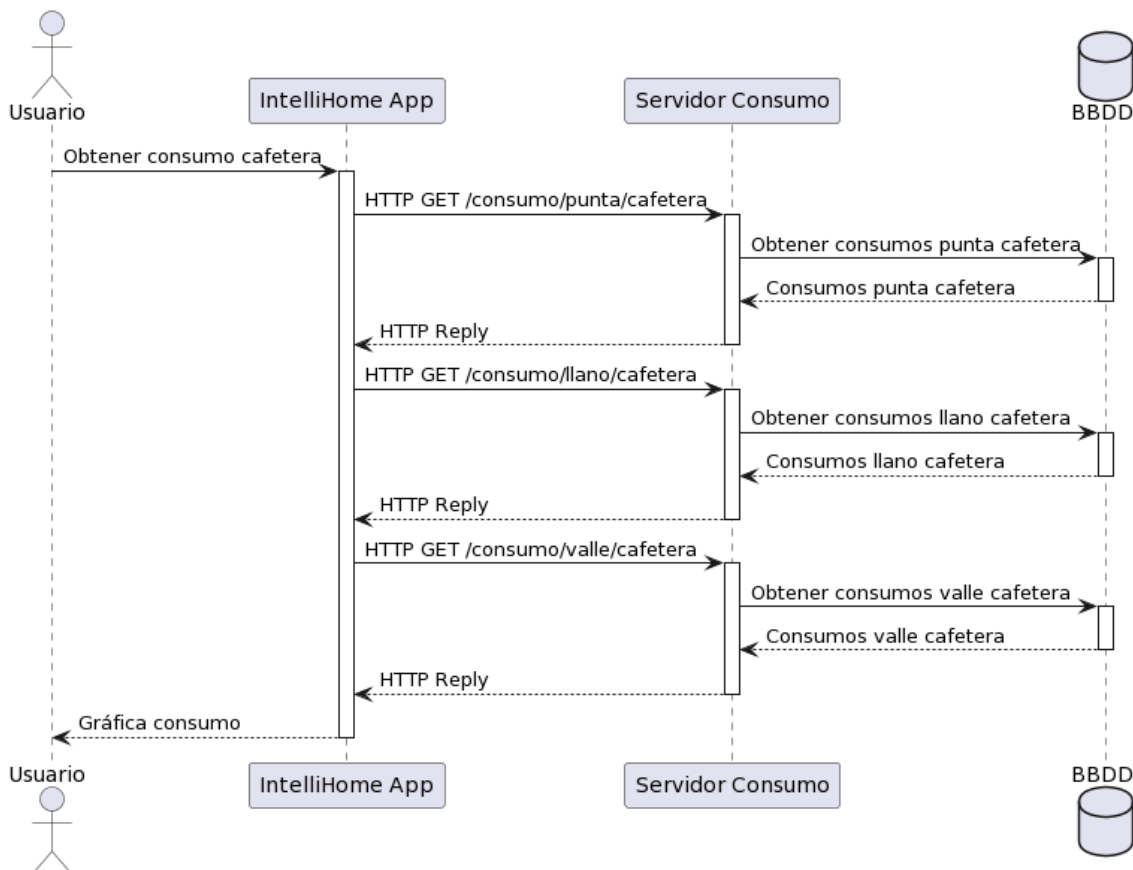 Usuario
IntelliHome App
Servidor Consumo
BBDD
Obtener consumo cafetera
HTTP GET /consumo/punta/cafetera
Obtener consumos punta cafetera
Consumos punta cafetera
HTTP Reply
HTTP GET /consumo/llano/cafetera
Obtener consumos llano cafetera
Consumos llano cafetera
HTTP Reply
HTTP GET /consumo/valle/cafetera
Obtener consumos valle cafetera
Consumos valle cafetera
HTTP Reply
Gráfica consumo
Usuario
IntelliHome App
Servidor Consumo
BBDD